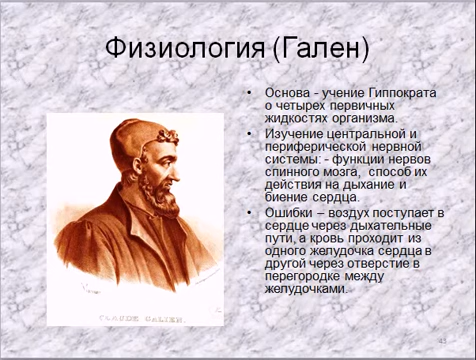 Физиология (Гален)
• Основа - учение Гиппократа
о четырех первичных
жидкостях организма.
• Изучение центральной и
периферической нервной
системы: - функции нервов
спинного мозга, способ их
действия на дыхание и
биение сердца.
• Ошибки – воздух поступает в
сердце через дыхательные
пути, а кровь проходит из
одного желудочка сердца в
другой через отверстие в
перегородке между
желудочками.
CLAUDE GALIEN.